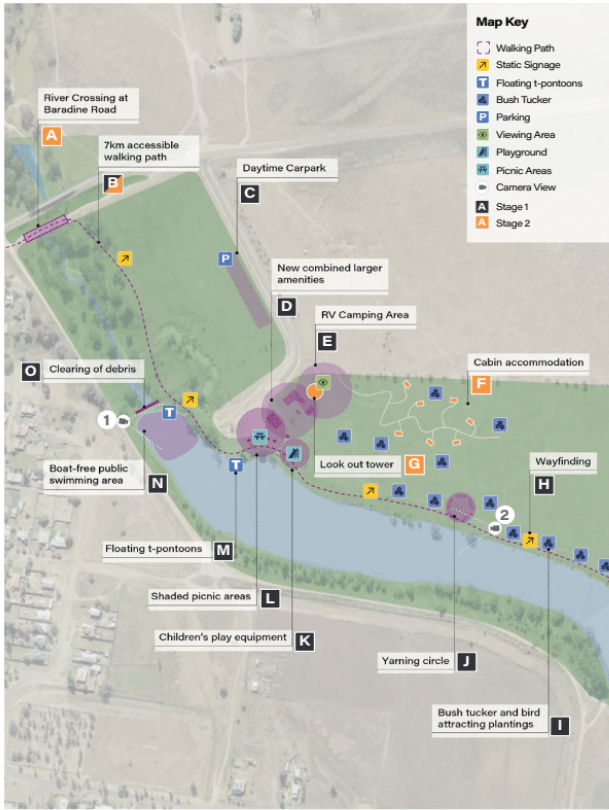 Map Key
Walking Path
Static Signage
T Floating t-pontoons
Bush Tucker
P Parking
Viewing Area
Playground
Picnic Areas
Camera View
A Stage 1
A Stage 2
River Crossing at
Baradine Road
A
7km accessible
walking path
B
Daytime Carpark
C
P
New combined larger
amenities
D
RV Camping Area
E
Cabin accommodation
F
O Clearing of debris
1
T
Boat-free public
swimming area
N
T
Look out tower
G
Wayfinding
H
2
Floating t-pontoons
M
Shaded picnic areas
L
Children's play equipment
K
Yarning circle
J
Bush tucker and bird
attracting plantings
I